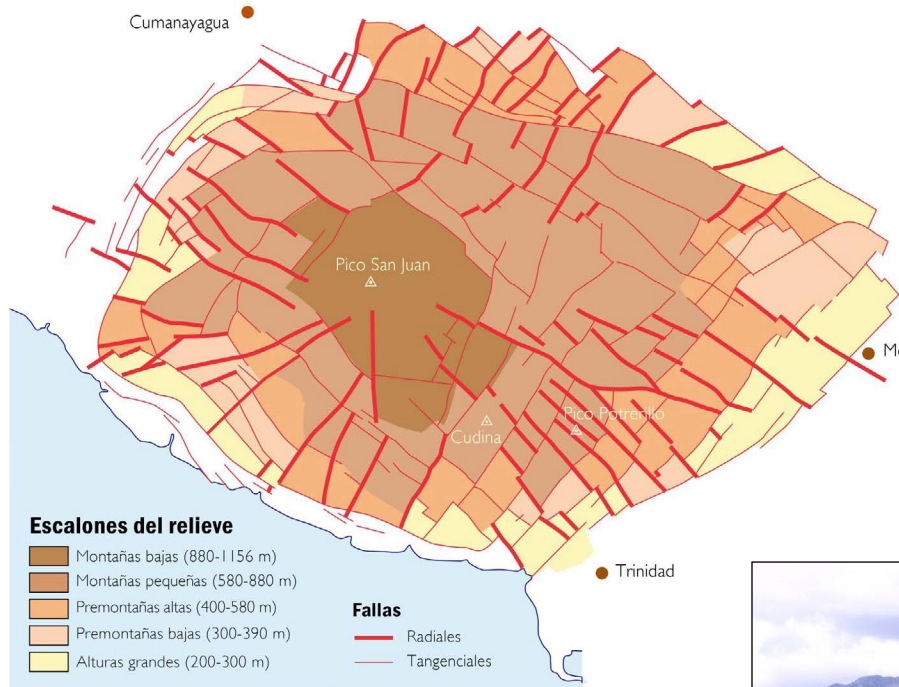 Cumanayagua
Pico San Juan
Pico Potrerillo
Cudina
Trinidad
Escalones del relieve
Montañas bajas (880-1156 m)
Montañas pequeñas (580-880 m)
Premontañas altas (400-580 m)
Premontañas bajas (300-390 m)
Alturas grandes (200-300 m)
Fallas
Radiales
Tangenciales